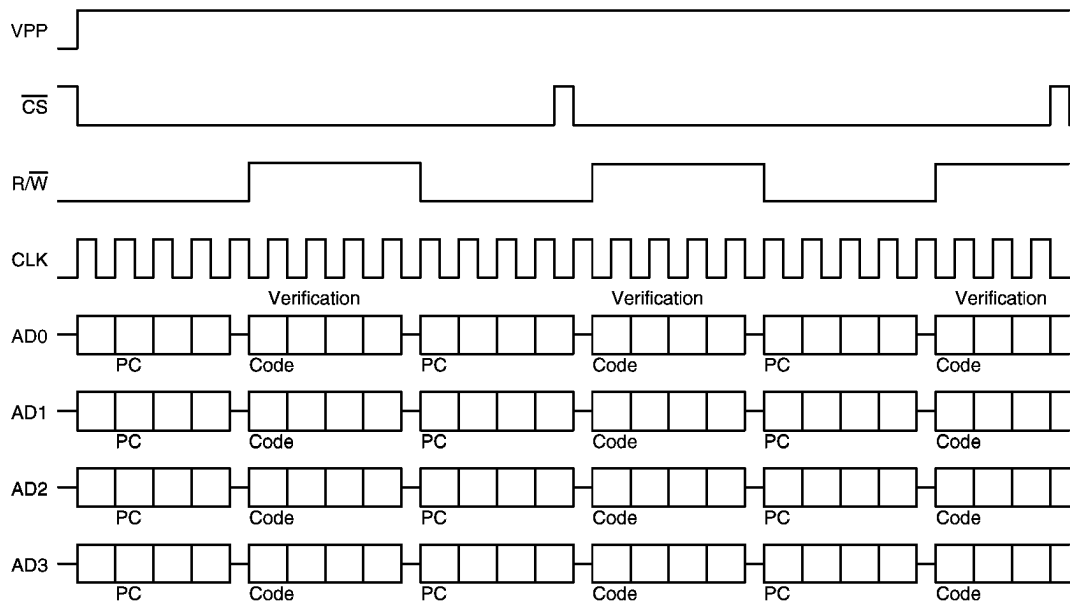 VPP
C̅S̅
R/W̅
CLK
Verification Verification Verification
AD0
PC Code PC Code PC Code
AD1
PC Code PC Code PC Code
AD2
PC Code PC Code PC Code
AD3
PC Code PC Code PC Code